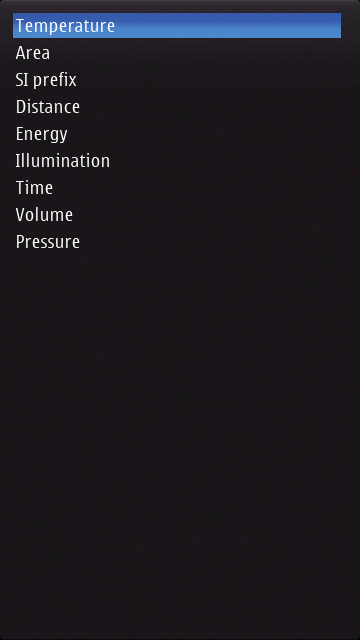 Temperature
Area
SI prefix
Distance
Energy
Illumination
Time
Volume
Pressure